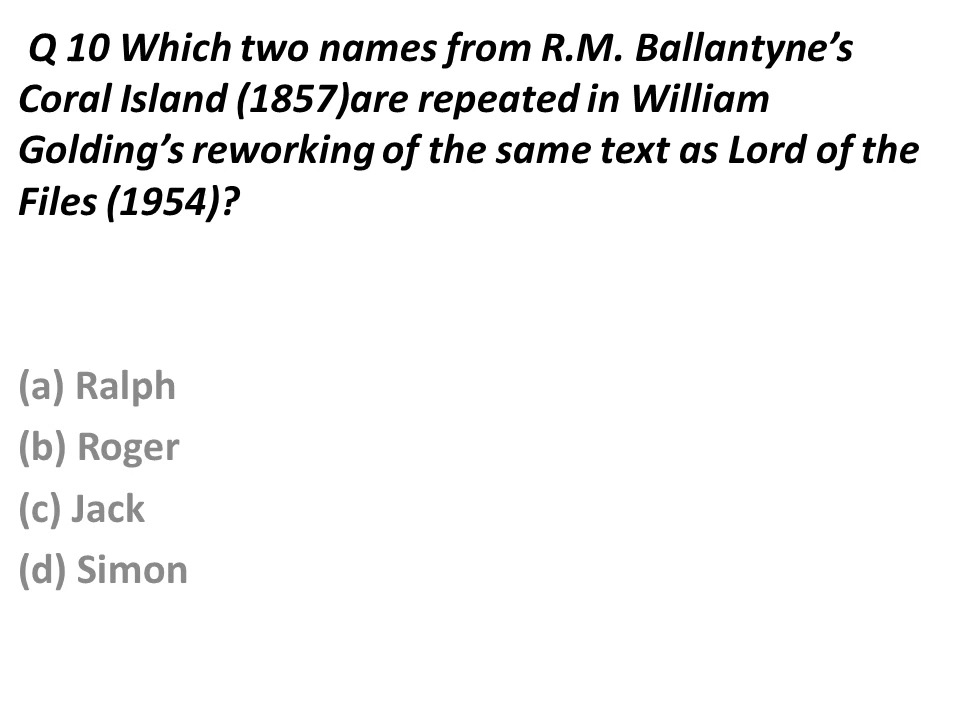 Q 10 Which two names from R.M. Ballantyne’s
Coral Island (1857)are repeated in William
Golding’s reworking of the same text as Lord of the
Files (1954)?
(a) Ralph
(b) Roger
(c) Jack
(d) Simon